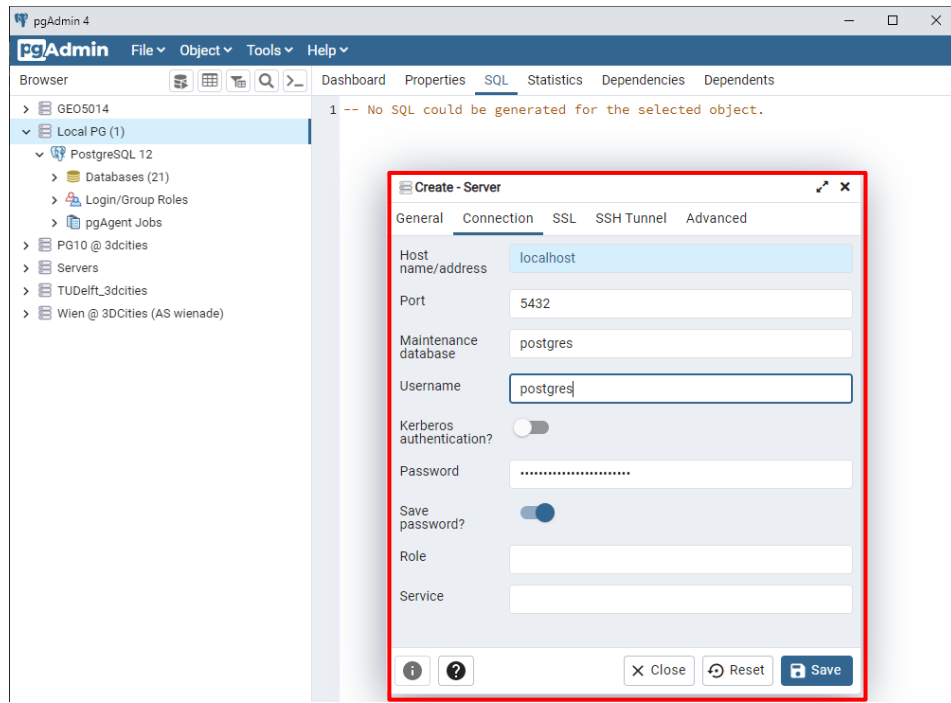 pgAdmin 4
pgAdmin File Object Tools Help
Browser
Dashboard Properties SQL Statistics Dependencies Dependents
GEO5014
Local PG (1)
PostgreSQL 12
Databases (21)
Login/Group Roles
pgAgent Jobs
PG10 @ 3dcities
Servers
TUDelft_3dcities
Wien @ 3DCities (AS wienade)
1 -- No SQL could be generated for the selected object.
Create - Server
General Connection SSL SSH Tunnel Advanced
Host
name/address
localhost
Port
5432
Maintenance
database
postgres
Username
postgres
Kerberos
authentication?
Password
Save
password?
Role
Service
Close Reset Save